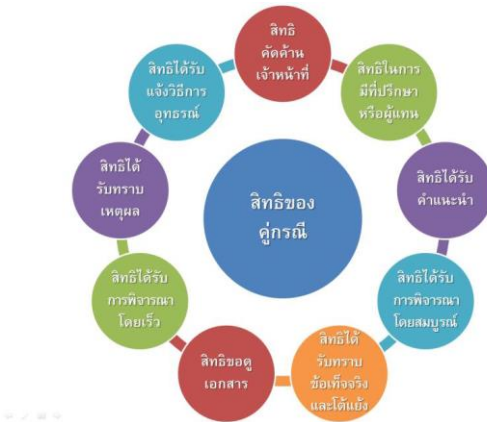 สิทธิของ
คู่กรณี
สิทธิ
คัดค้าน
เจ้าหน้าที่
สิทธิในการ
มีที่ปรึกษา
หรือผู้แทน
สิทธิได้รับ
คำแนะนำ
สิทธิได้รับ
การพิจารณา
โดยสมบูรณ์
สิทธิได้
รับทราบ
ข้อเท็จจริง
และโต้แย้ง
สิทธิขอดู
เอกสาร
สิทธิได้รับ
การพิจารณา
โดยเร็ว
สิทธิได้
รับทราบ
เหตุผล
สิทธิได้รับ
แจ้งวิธีการ
อุทธรณ์